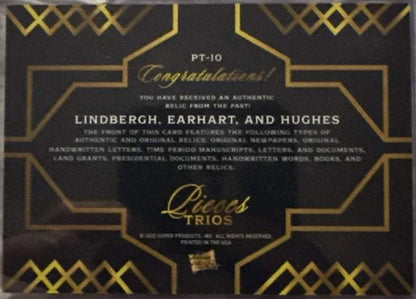 PT-10
Congratulations!
YOU HAVE RECEIVED AN AUTHENTIC
RELIC FROM THE PAST!
LINDBERGH, EARHART, AND HUGHES
THE FRONT OF THIS CARD FEATURES THE FOLLOWING TYPES OF
AUTHENTIC AND ORIGINAL RELICS: ORIGINAL NEWSPAPERS, ORIGINAL
HANDWRITTEN LETTERS, TIME PERIOD MANUSCRIPTS, LETTERS, AND DOCUMENTS,
LAND GRANTS, PRESIDENTIAL DOCUMENTS, HANDWRITTEN WORDS, BOOKS, AND
OTHER RELICS.
Pieces
TRIOS
© 2022 SUPER PRODUCTS, INC. ALL RIGHTS RESERVED.
PRINTED IN THE USA